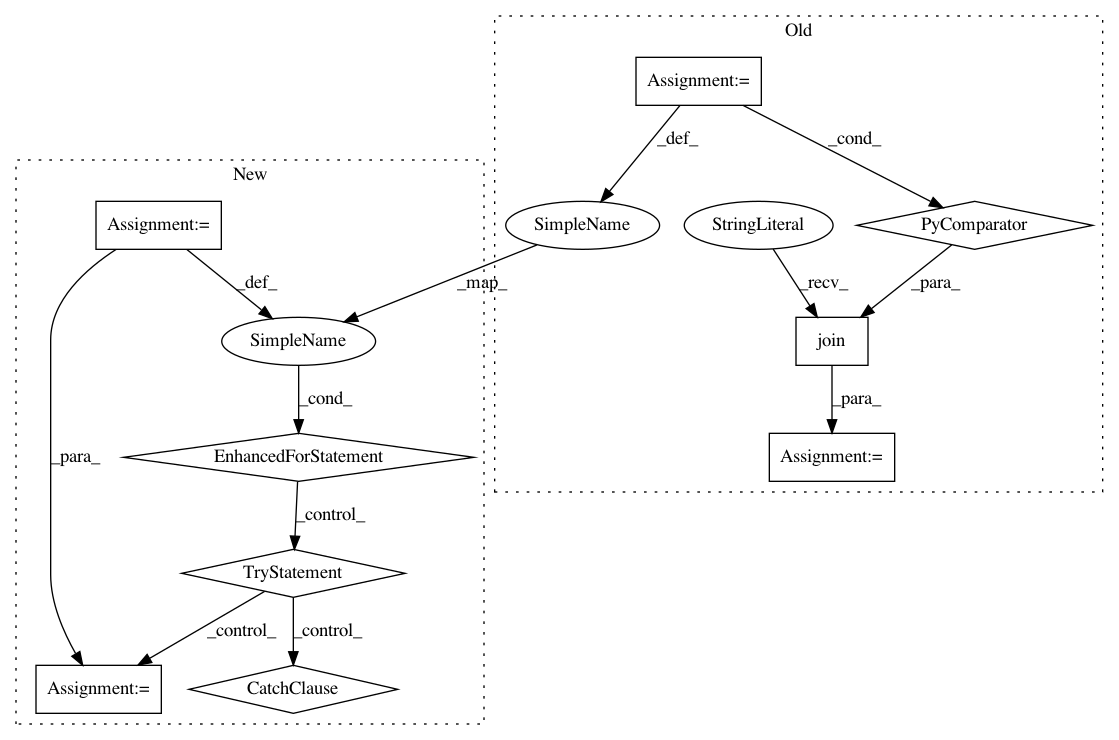 Old
Assignment:=
_def_
_cond_
New
Assignment:=
SimpleName
StringLiteral
PyComparator
_def_
_map_
_recv_
_para_
SimpleName
join
_cond_
_para_
_para_
EnhancedForStatement
Assignment:=
_control_
TryStatement
_control_
_control_
Assignment:=
CatchClause